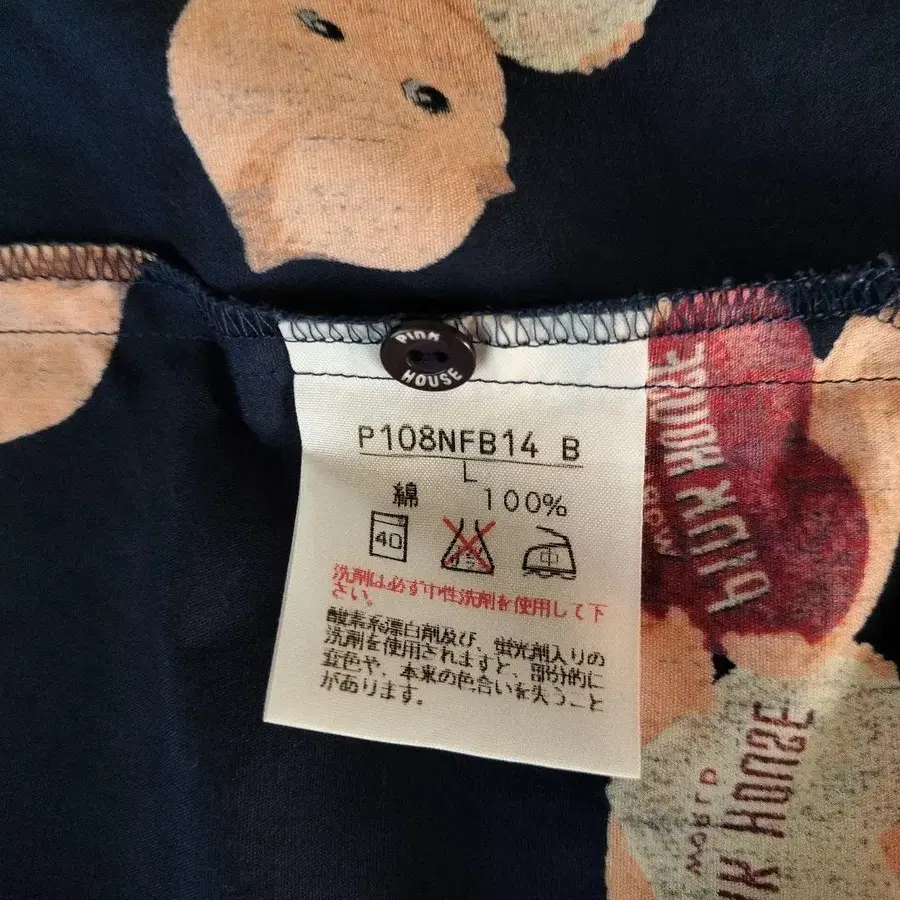 PINK
HOUSE
P108NFB14 B
L
綿 100%
40
中
洗剤は必ず中性洗剤を使用して下
さい。
酸素系漂白剤及び、蛍光剤入りの
洗剤を使用されますと、部分的に
変色や、本来の色合いを失うこと
があります。
PINK HOUSE
WORLD
PINK HOUSE
WORLD